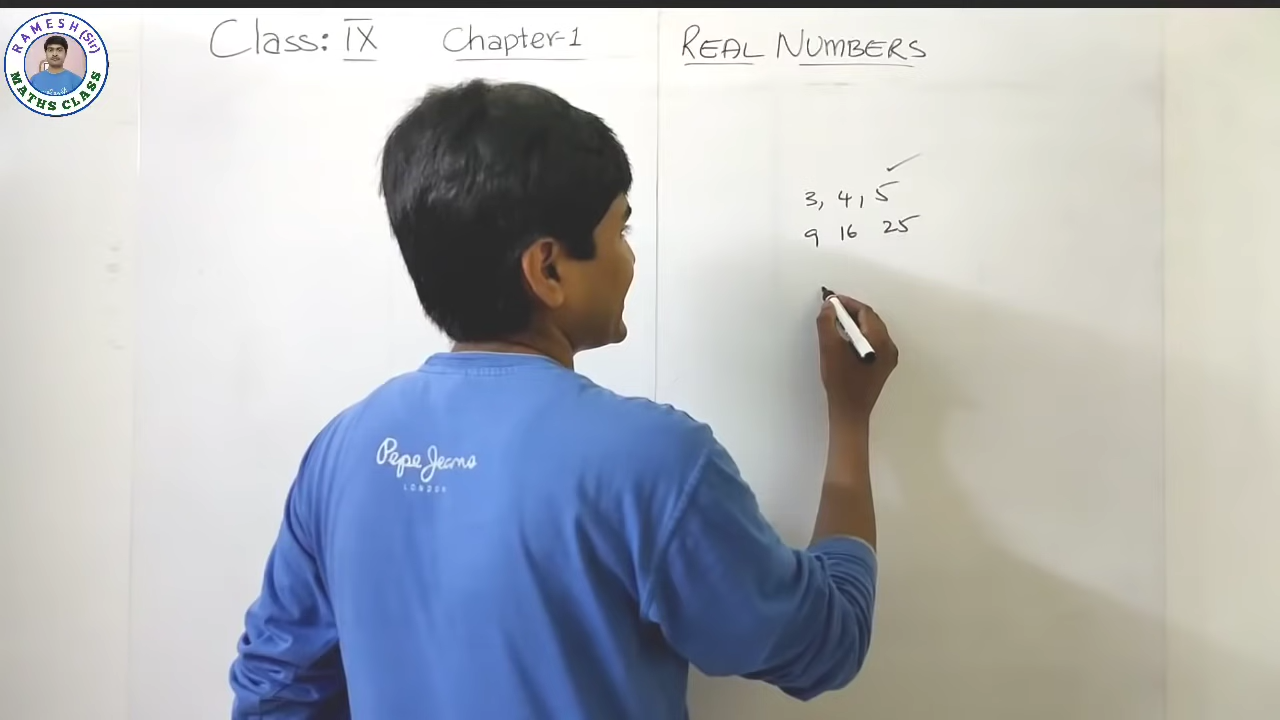 RAMESH (Sir)
MATHS CLASS
Class: IX Chapter-1 REAL NUMBERS
3, 4, 5 ✓
9 16 25
Pepe Jeans
LONDON